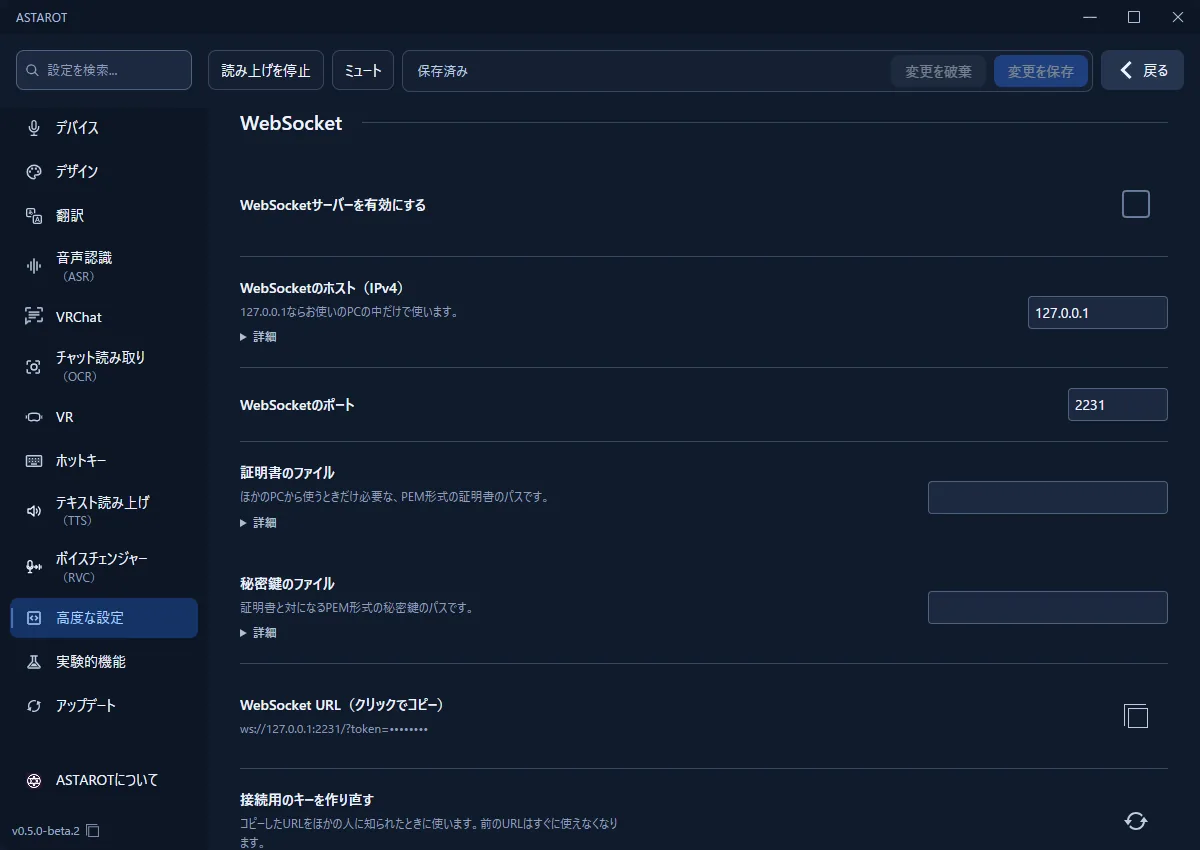 ASTAROT
設定を検索...
読み上げを停止
ミュート
保存済み
変更を破棄
変更を保存
戻る
デバイス
デザイン
翻訳
音声認識
（ASR）
VRChat
チャット読み取り
（OCR）
VR
ホットキー
テキスト読み上げ
（TTS）
ボイスチェンジャー
（RVC）
高度な設定
実験的機能
アップデート
ASTAROTについて
v0.5.0-beta.2
WebSocket
WebSocketサーバーを有効にする
WebSocketのホスト（IPv4）
127.0.0.1ならお使いのPCの中だけで使います。
詳細
127.0.0.1
WebSocketのポート
2231
証明書のファイル
ほかのPCから使うときだけ必要な、PEM形式の証明書のパスです。
詳細
秘密鍵のファイル
証明書と対になるPEM形式の秘密鍵のパスです。
詳細
WebSocket URL（クリックでコピー）
ws://127.0.0.1:2231/?token=••••••••
接続用のキーを作り直す
コピーしたURLをほかの人に知られたときに使います。前のURLはすぐに使えなくなり
ます。